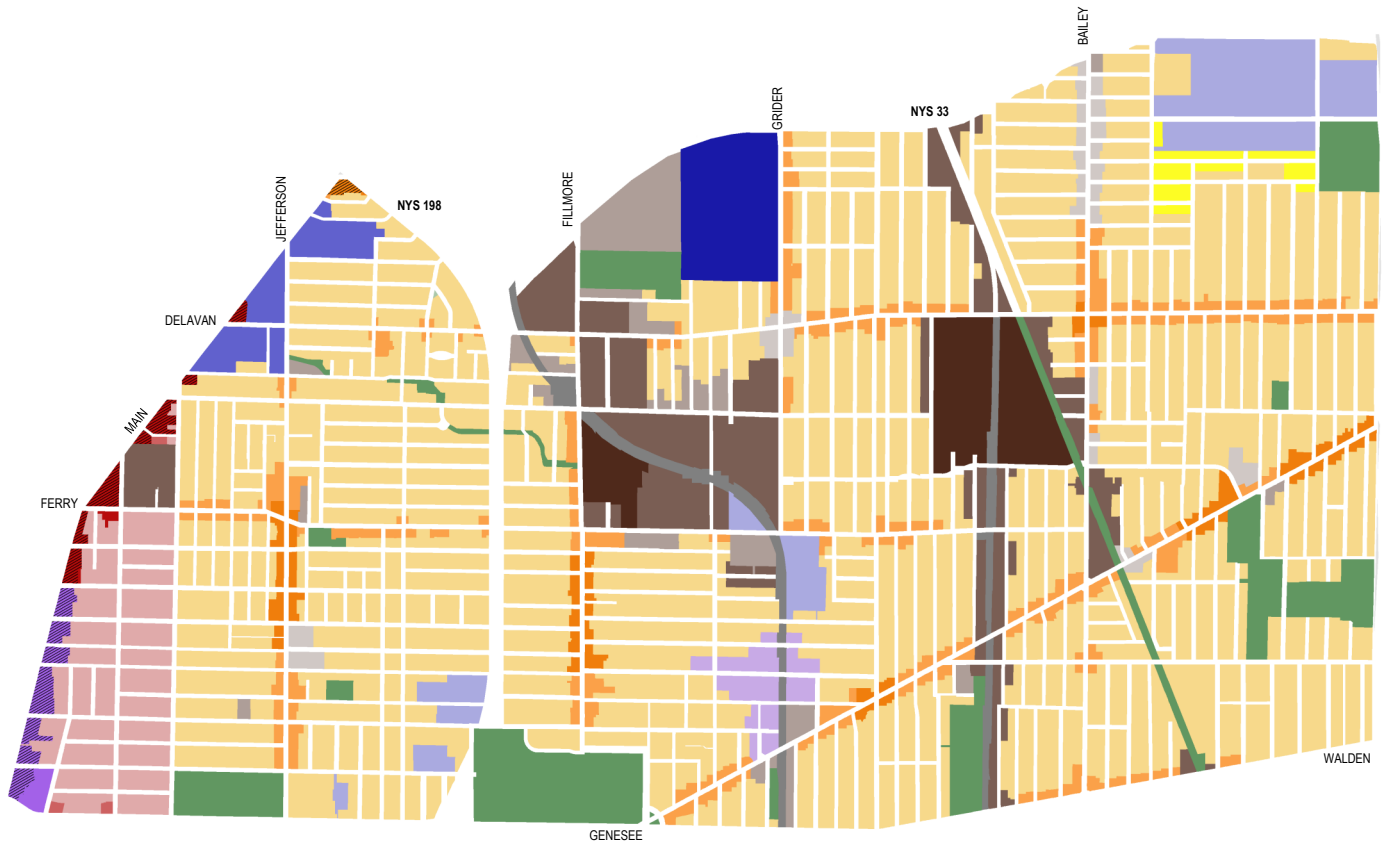 BAILEY
GRIDER
NYS 33
JEFFERSON
NYS 198
FILLMORE
DELAVAN
MAIN
FERRY
WALDEN
GENESEE